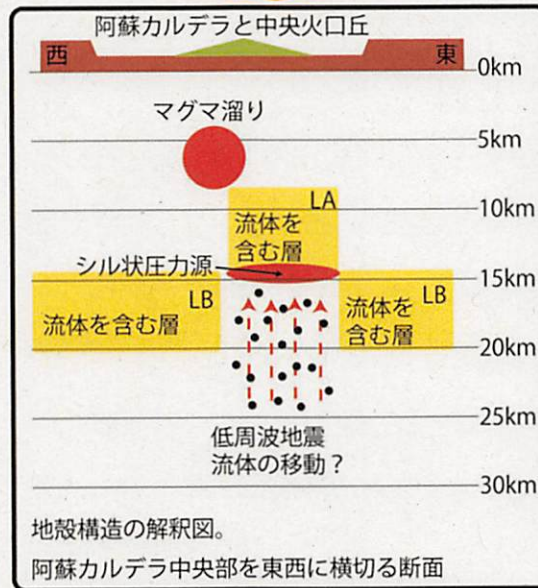 阿蘇カルデラと中央火口丘
西
東
0km
マグマ溜り
5km
LA
10km
流体を
含む層
シル状圧力源
15km
LB
LB
流体を含む層
流体を
含む層
20km
25km
低周波地震
流体の移動？
30km
地殻構造の解釈図。
阿蘇カルデラ中央部を東西に横切る断面